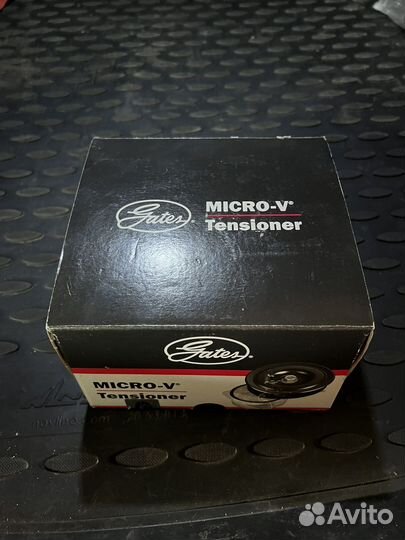 Gates
MICRO-V®
Tensioner
Gates®
MICRO-V®
Tensioner
Avito